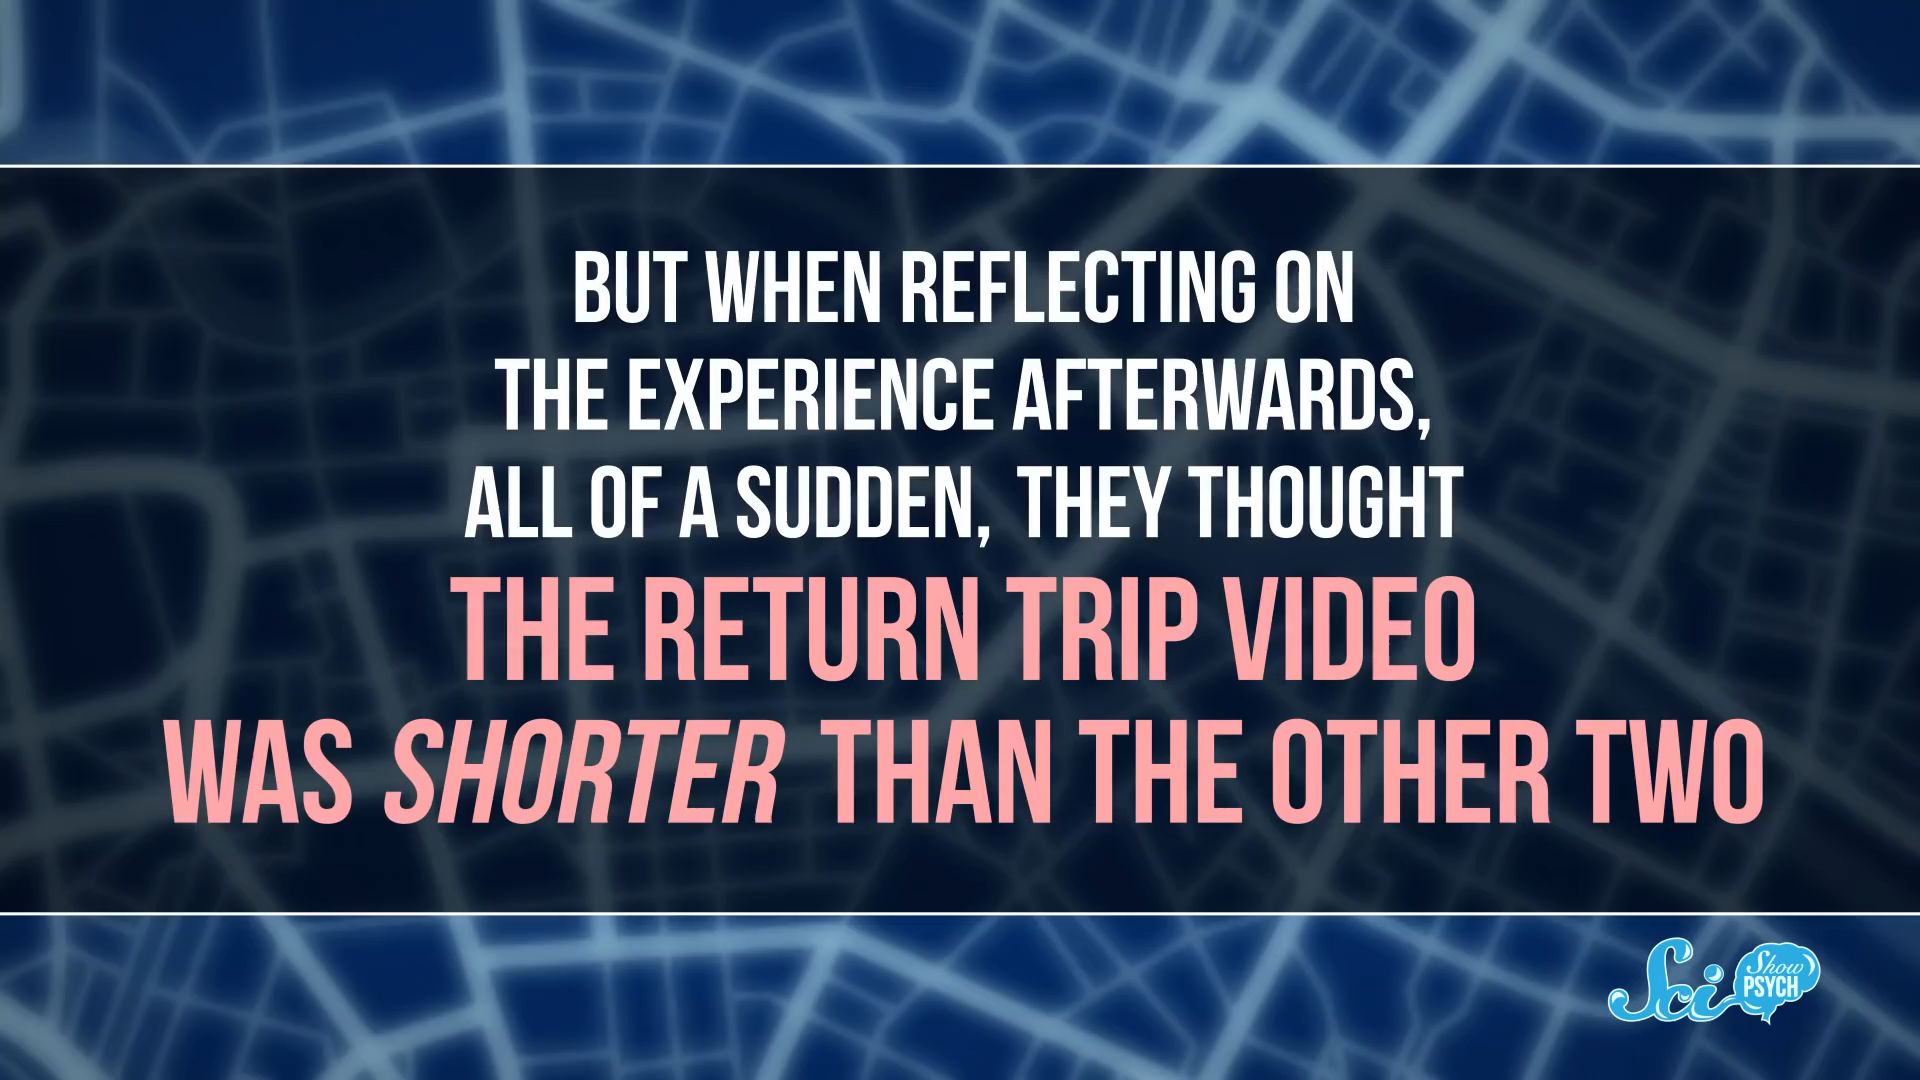 BUT WHEN REFLECTING ON
THE EXPERIENCE AFTERWARDS,
ALL OF A SUDDEN, THEY THOUGHT
THE RETURN TRIP VIDEO
WAS SHORTER THAN THE OTHER TWO
Sci Show
PSYCH